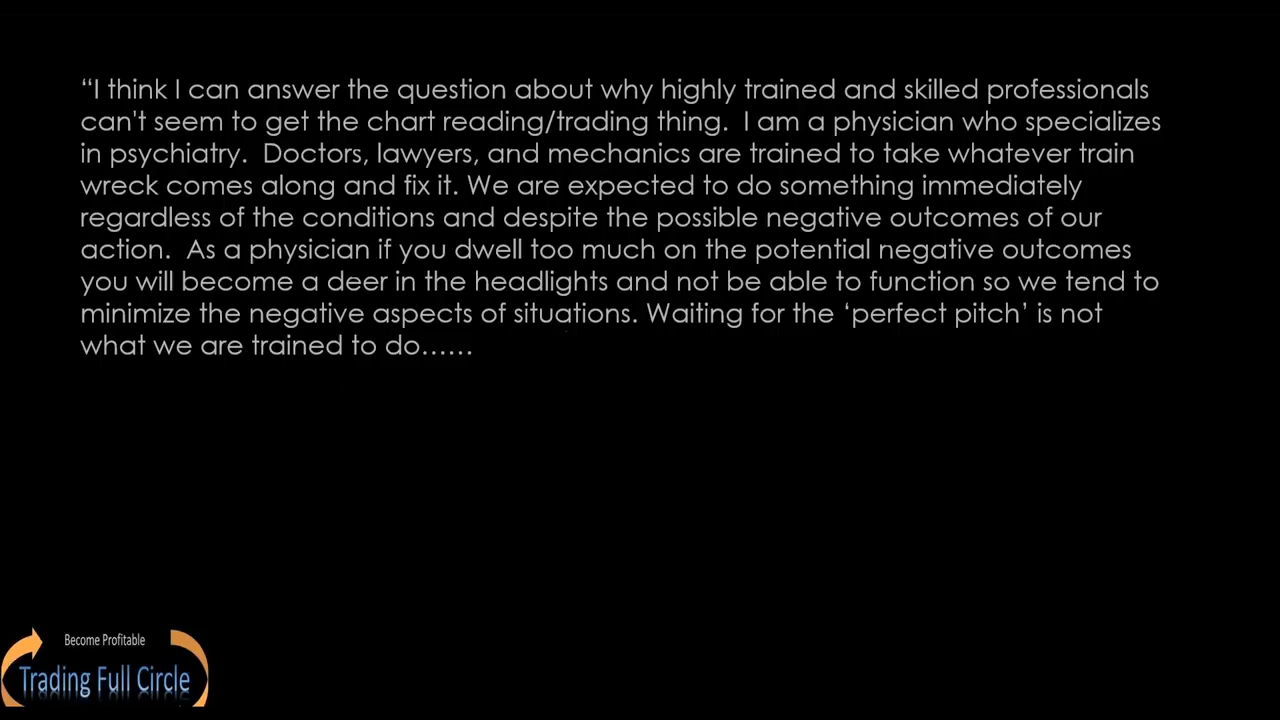 “I think I can answer the question about why highly trained and skilled professionals
can't seem to get the chart reading/trading thing.  I am a physician who specializes
in psychiatry.  Doctors, lawyers, and mechanics are trained to take whatever train
wreck comes along and fix it. We are expected to do something immediately
regardless of the conditions and despite the possible negative outcomes of our
action.  As a physician if you dwell too much on the potential negative outcomes
you will become a deer in the headlights and not be able to function so we tend to
minimize the negative aspects of situations. Waiting for the ‘perfect pitch’ is not
what we are trained to do……
Become Profitable
Trading Full Circle